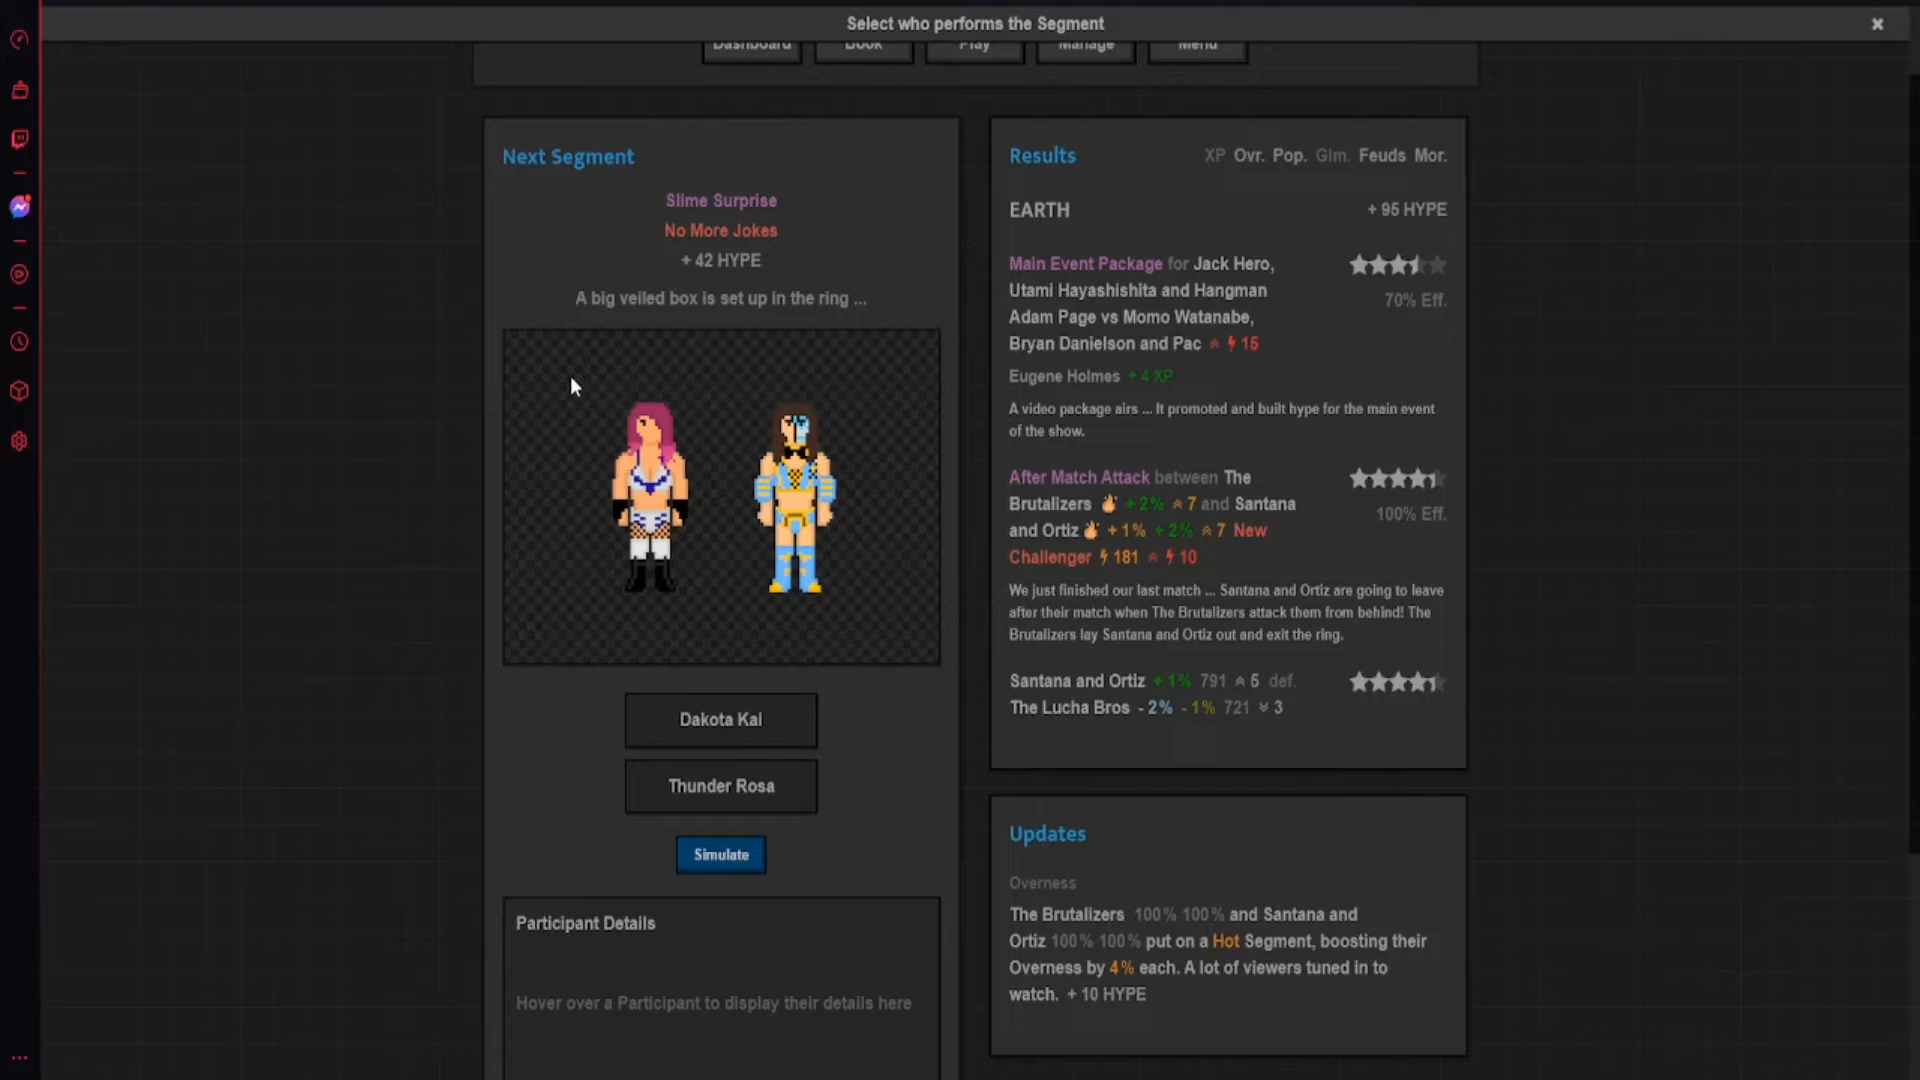 Select who performs the Segment
Dashboard Book Play Manage Menu
Next Segment
Slime Surprise
No More Jokes
+ 42 HYPE
A big veiled box is set up in the ring ...
Dakota Kai
Thunder Rosa
Simulate
Participant Details
Hover over a Participant to display their details here
Results XP Ovr. Pop. Gim. Feuds Mor.
EARTH + 95 HYPE
Main Event Package for Jack Hero,
Utami Hayashishita and Hangman
70% Eff.
Adam Page vs Momo Watanabe,
Bryan Danielson and Pac 15
Eugene Holmes + 4 XP
A video package airs ... It promoted and built hype for the main event
of the show.
After Match Attack between The
Brutalizers + 2% 7 and Santana
100% Eff.
and Ortiz + 1% + 2% 7 New
Challenger 181 10
We just finished our last match ... Santana and Ortiz are going to leave
after their match when The Brutalizers attack them from behind! The
Brutalizers lay Santana and Ortiz out and exit the ring.
Santana and Ortiz + 1% 791 5 def.
The Lucha Bros - 2% - 1% 721 3
Updates
Overness
The Brutalizers 100% 100% and Santana and
Ortiz 100% 100% put on a Hot Segment, boosting their
Overness by 4% each. A lot of viewers tuned in to
watch. + 10 HYPE